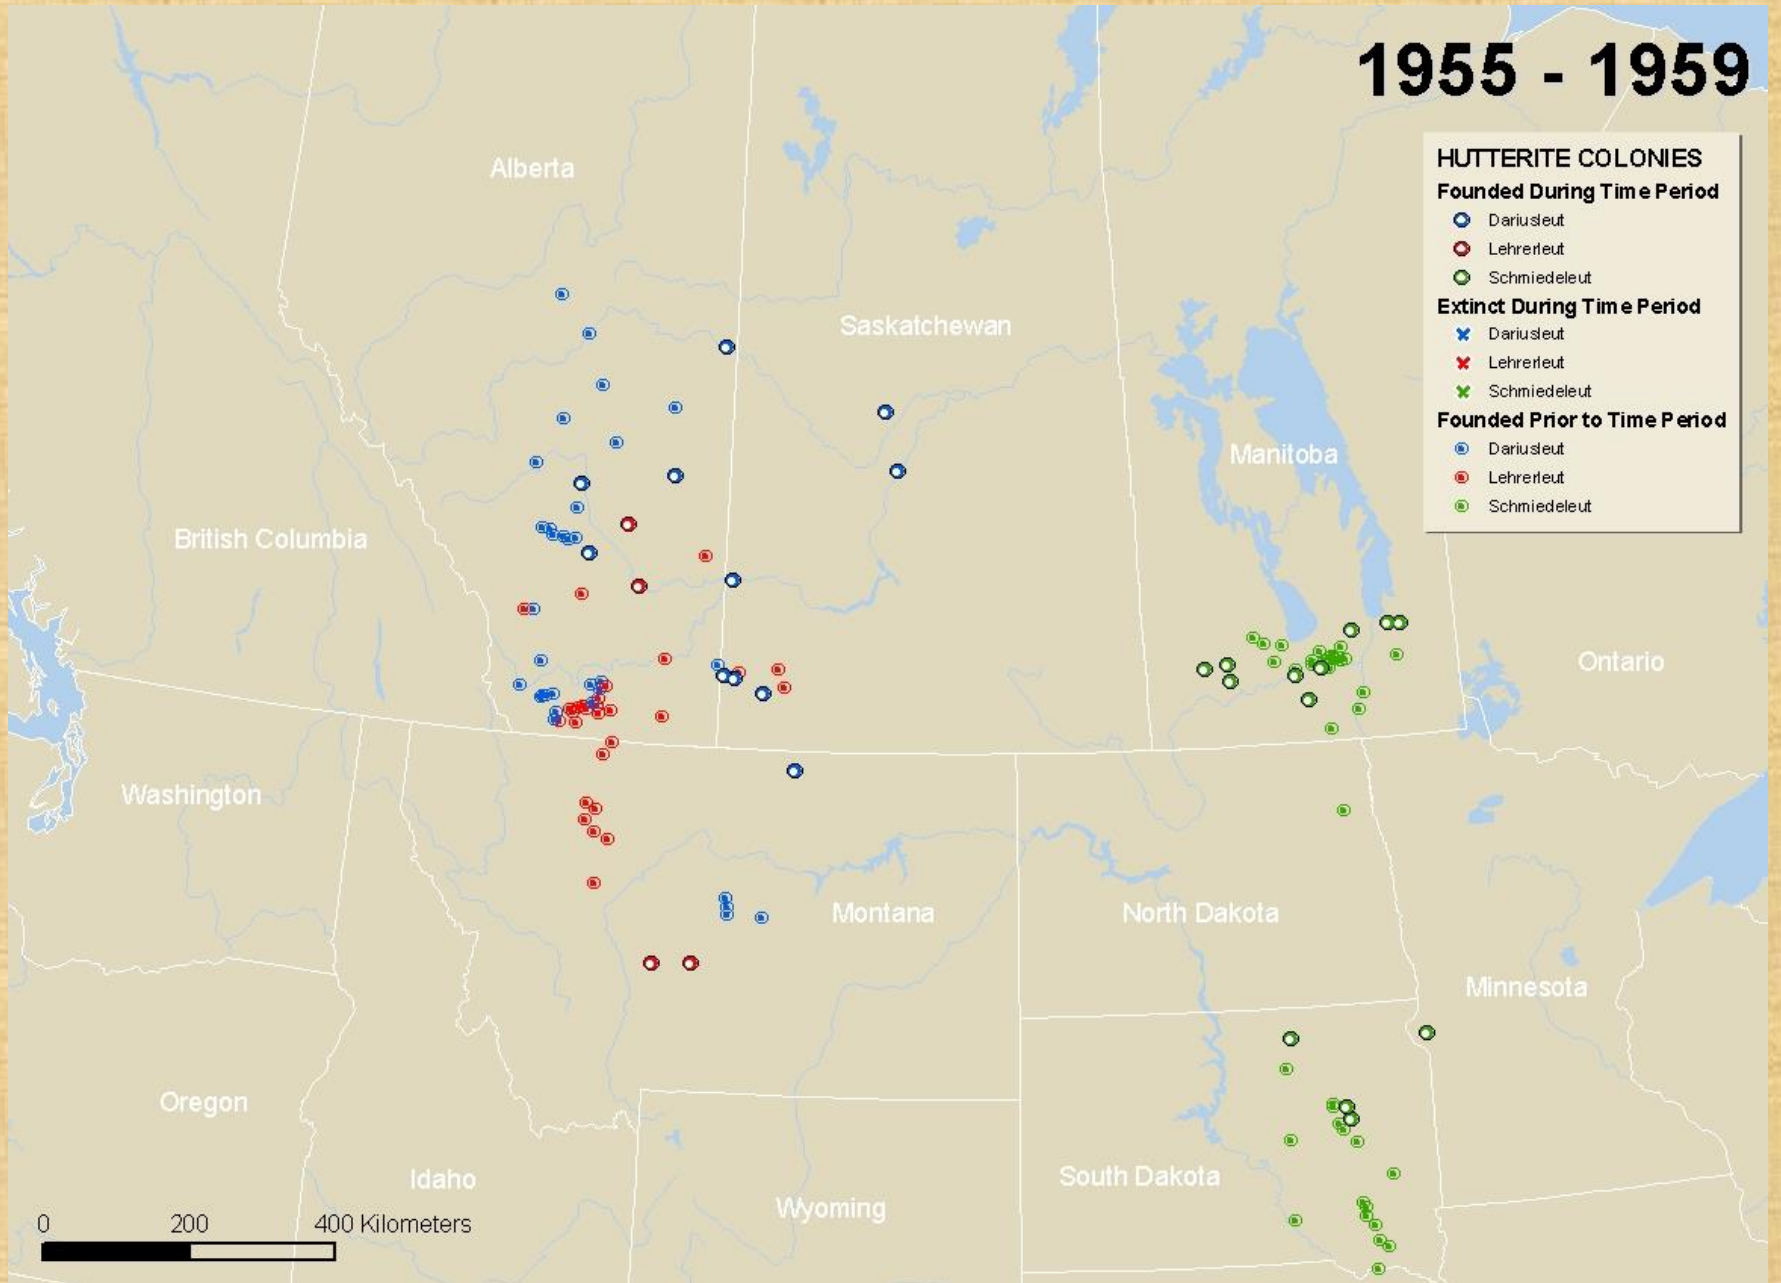 1955 - 1959
HUTTERITE COLONIES
Founded During Time Period
Dariusleut
Lehrerleut
Schmiedeleut
Extinct During Time Period
Dariusleut
Lehrerleut
Schmiedeleut
Founded Prior to Time Period
Dariusleut
Lehrerleut
Schmiedeleut
Alberta
Saskatchewan
Manitoba
British Columbia
Ontario
Washington
Montana
North Dakota
Minnesota
Oregon
Idaho
South Dakota
Wyoming
0 200 400 Kilometers